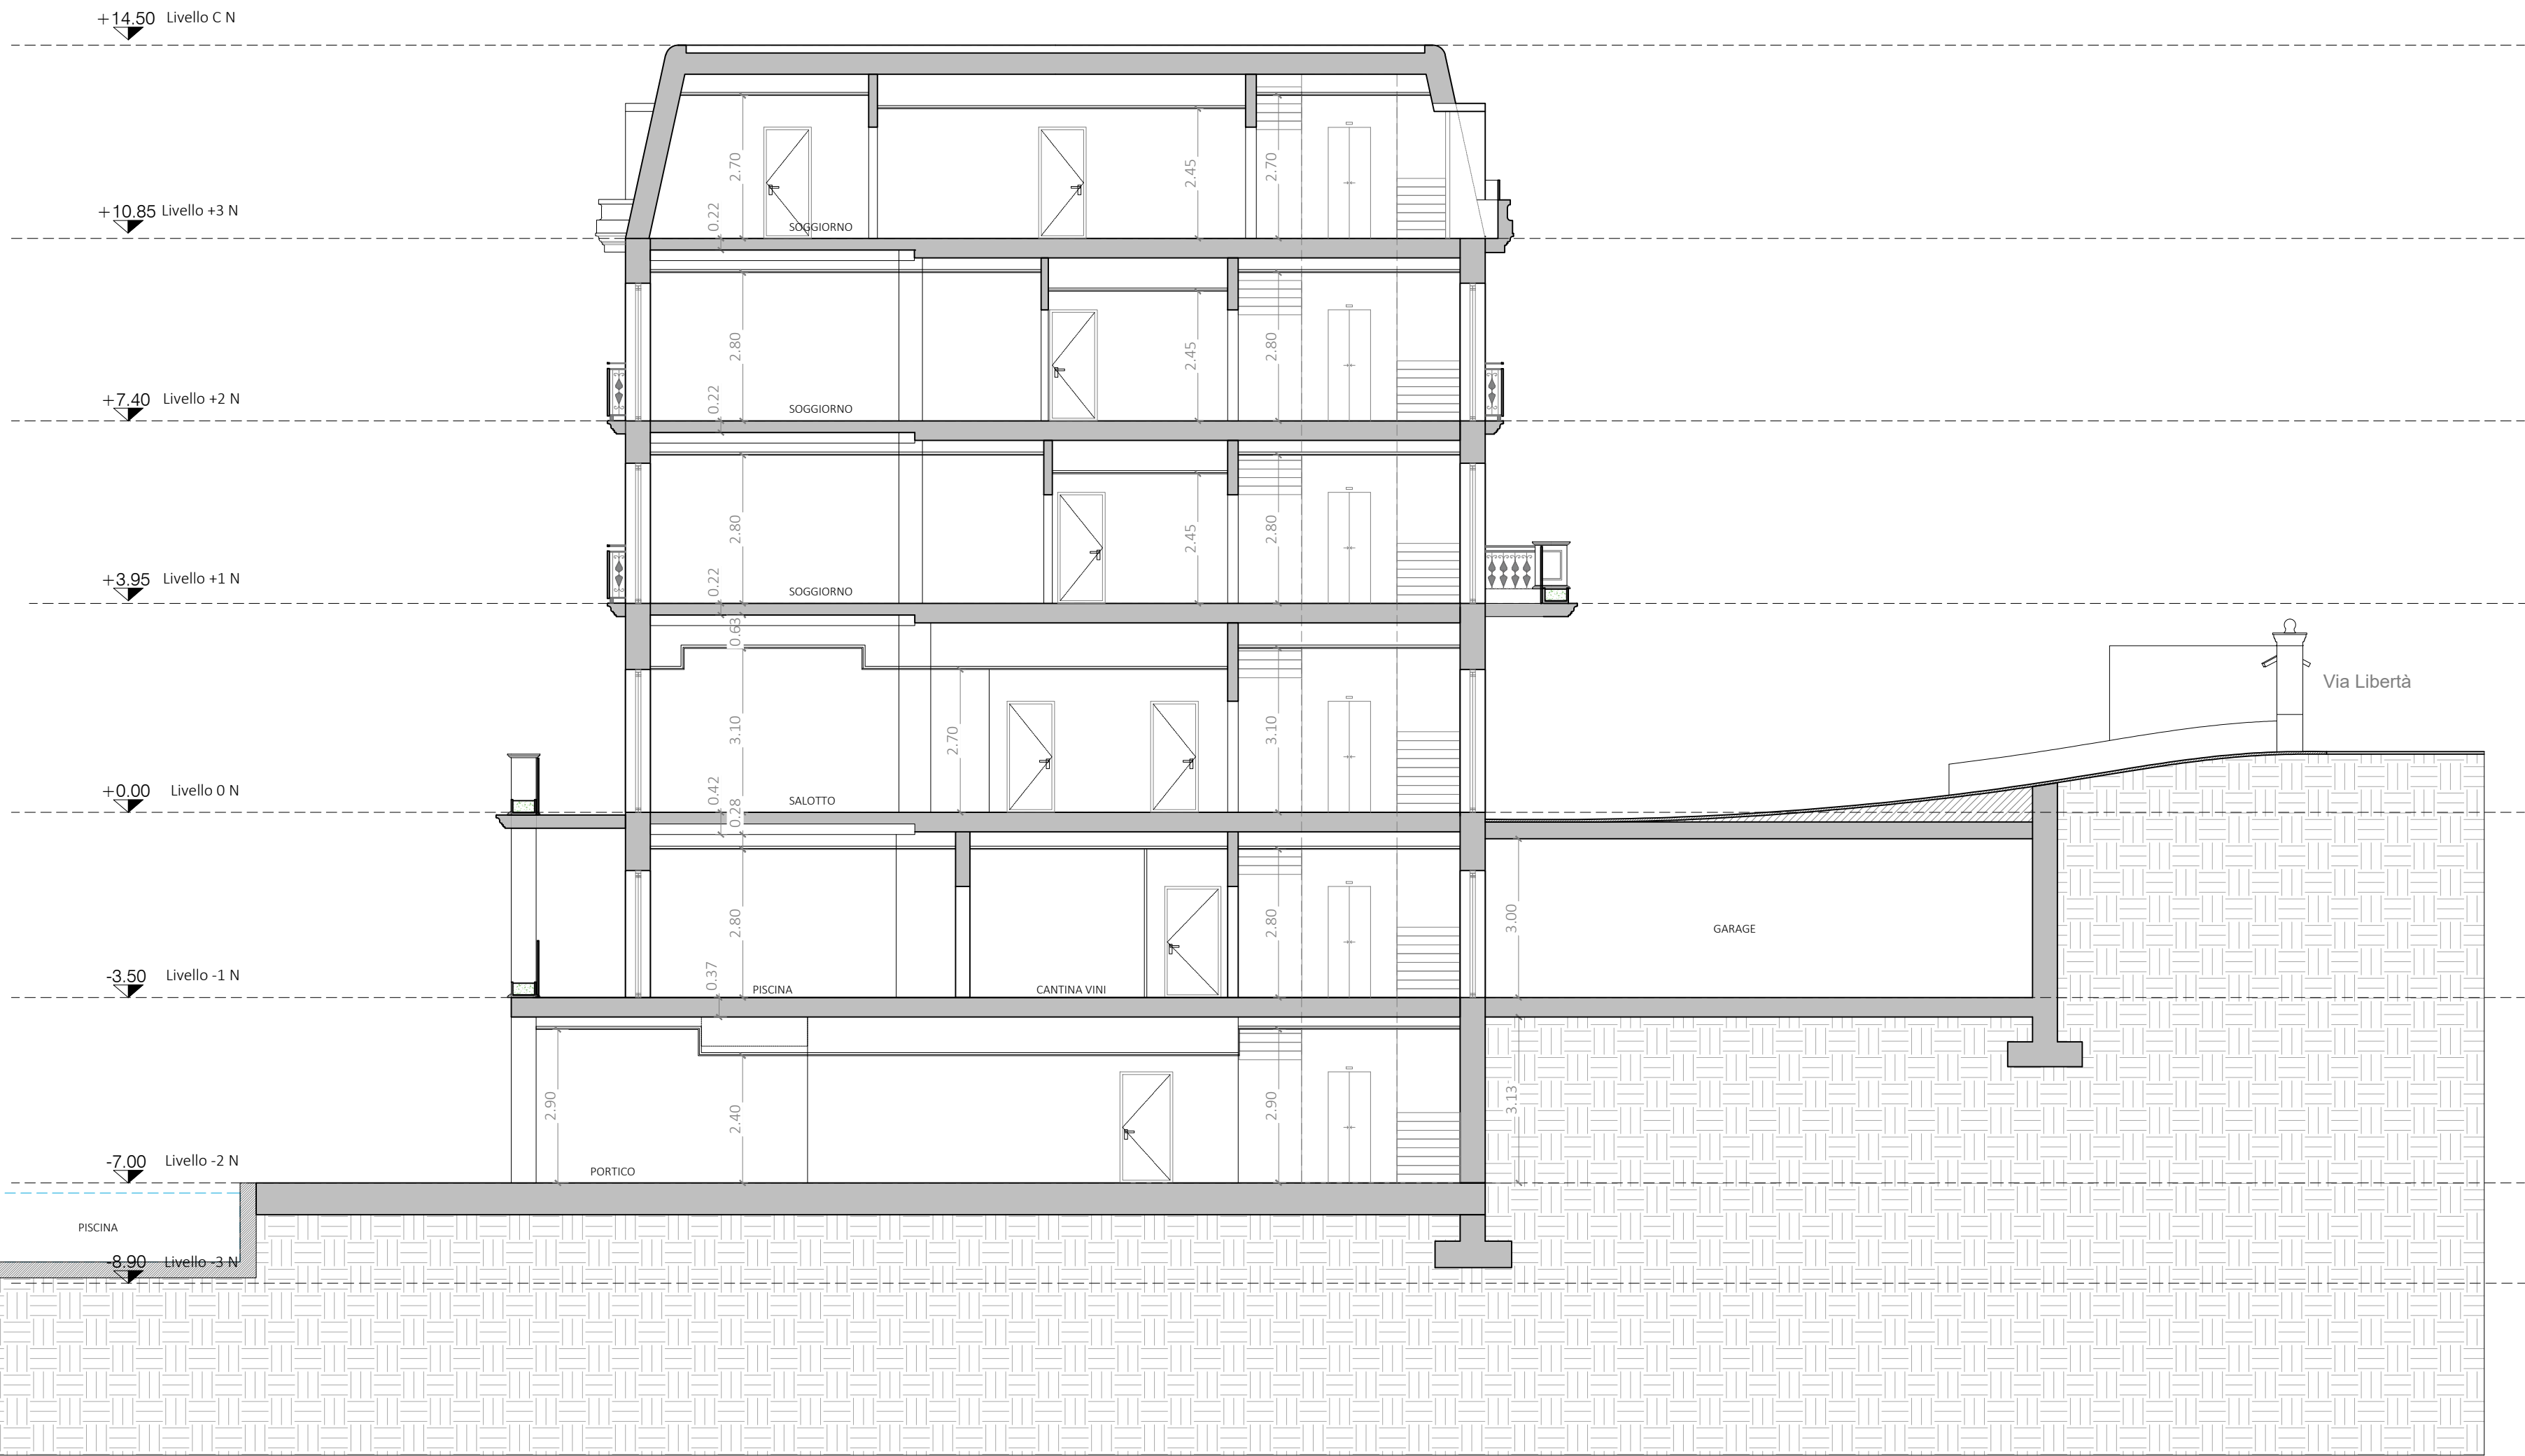 +14.50 Livello C N
2.70
2.45
2.70
+10.85 Livello +3 N
0.22
SOGGIORNO
2.80
2.45
2.80
+7.40 Livello +2 N
0.22
SOGGIORNO
2.80
2.45
2.80
+3.95 Livello +1 N
0.22
SOGGIORNO
0.63
Via Libertà
3.10
2.70
3.10
+0.00 Livello 0 N
0.42
SALOTTO
0.28
2.80
2.80
3.00
GARAGE
-3.50 Livello -1 N
0.37
PISCINA
CANTINA VINI
2.90
2.40
2.90
3.13
-7.00 Livello -2 N
PORTICO
PISCINA
-8.90 Livello -3 N